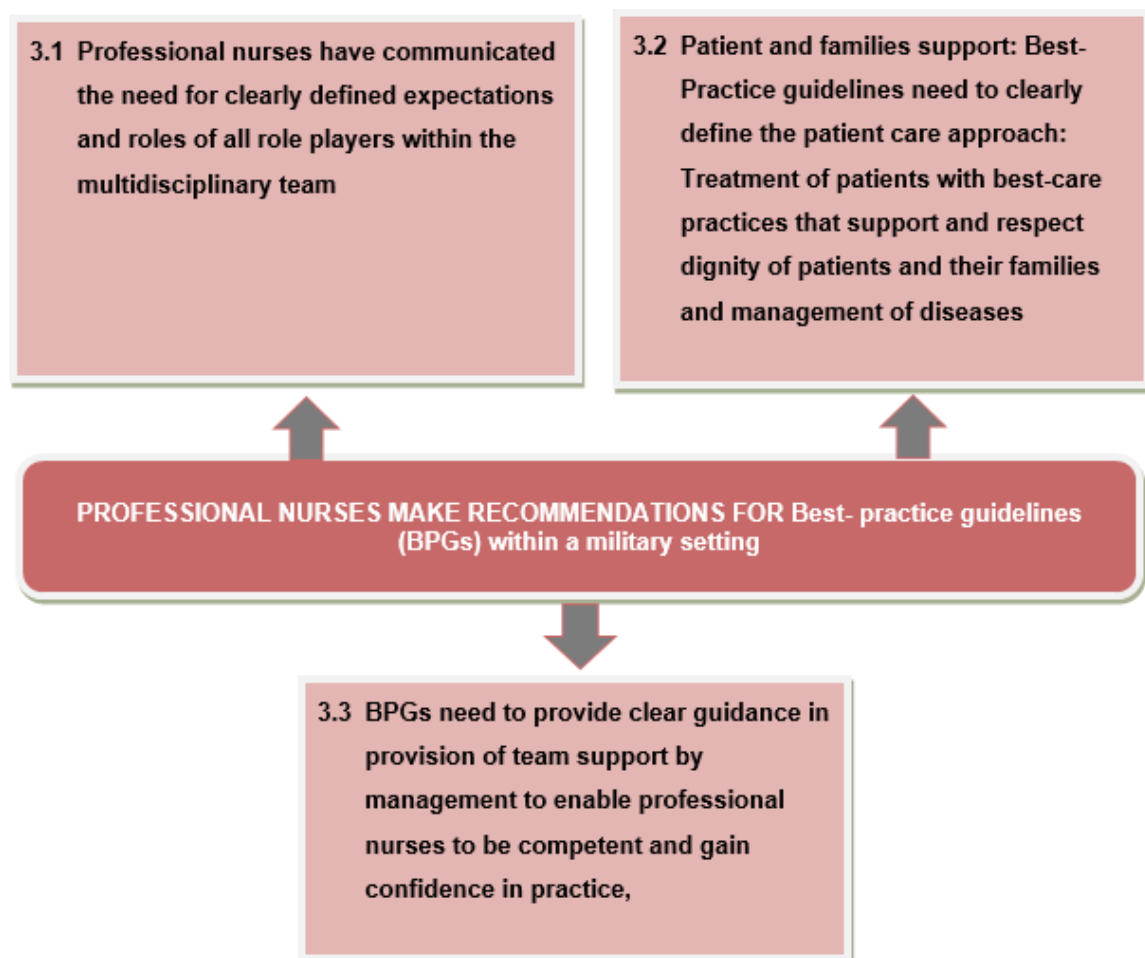 3.1 Professional nurses have communicated
the need for clearly defined expectations
and roles of all role players within the
multidisciplinary team
3.2 Patient and families support: Best-
Practice guidelines need to clearly
define the patient care approach:
Treatment of patients with best-care
practices that support and respect
dignity of patients and their families
and management of diseases
PROFESSIONAL NURSES MAKE RECOMMENDATIONS FOR Best- practice guidelines
(BPGs) within a military setting
3.3 BPGs need to provide clear guidance in
provision of team support by
management to enable professional
nurses to be competent and gain
confidence in practice,